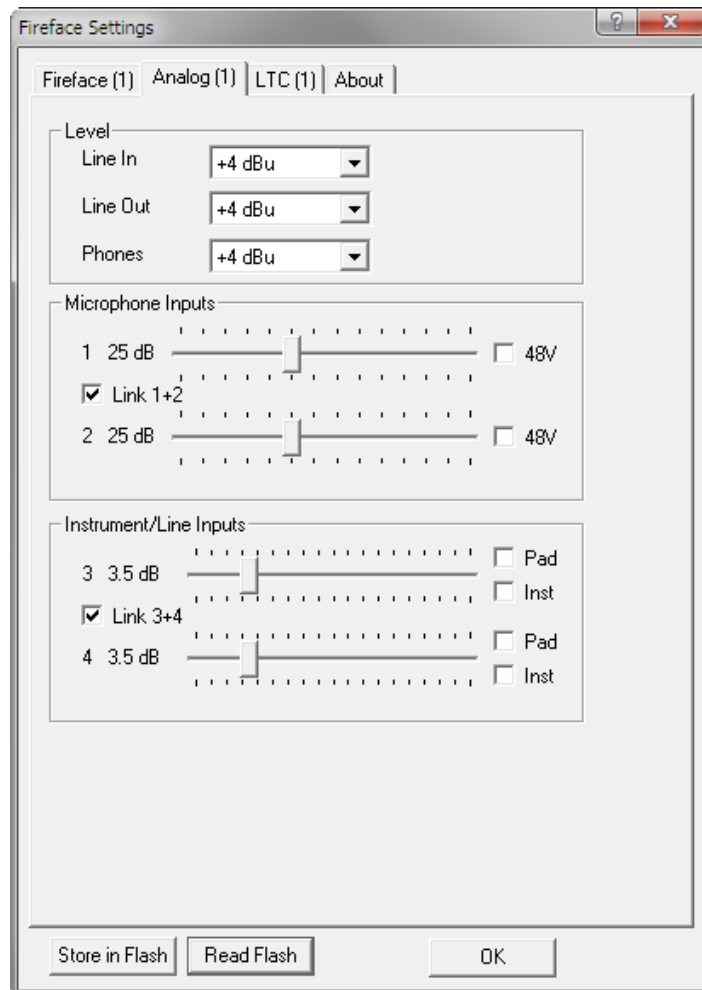 Fireface Settings
Fireface (1) Analog (1) LTC (1) About
Level
Line In +4 dBu
Line Out +4 dBu
Phones +4 dBu
Microphone Inputs
1 25 dB 48V
Link 1+2
2 25 dB 48V
Instrument/Line Inputs
3 3.5 dB Pad
Inst
Link 3+4
4 3.5 dB Pad
Inst
Store in Flash Read Flash OK